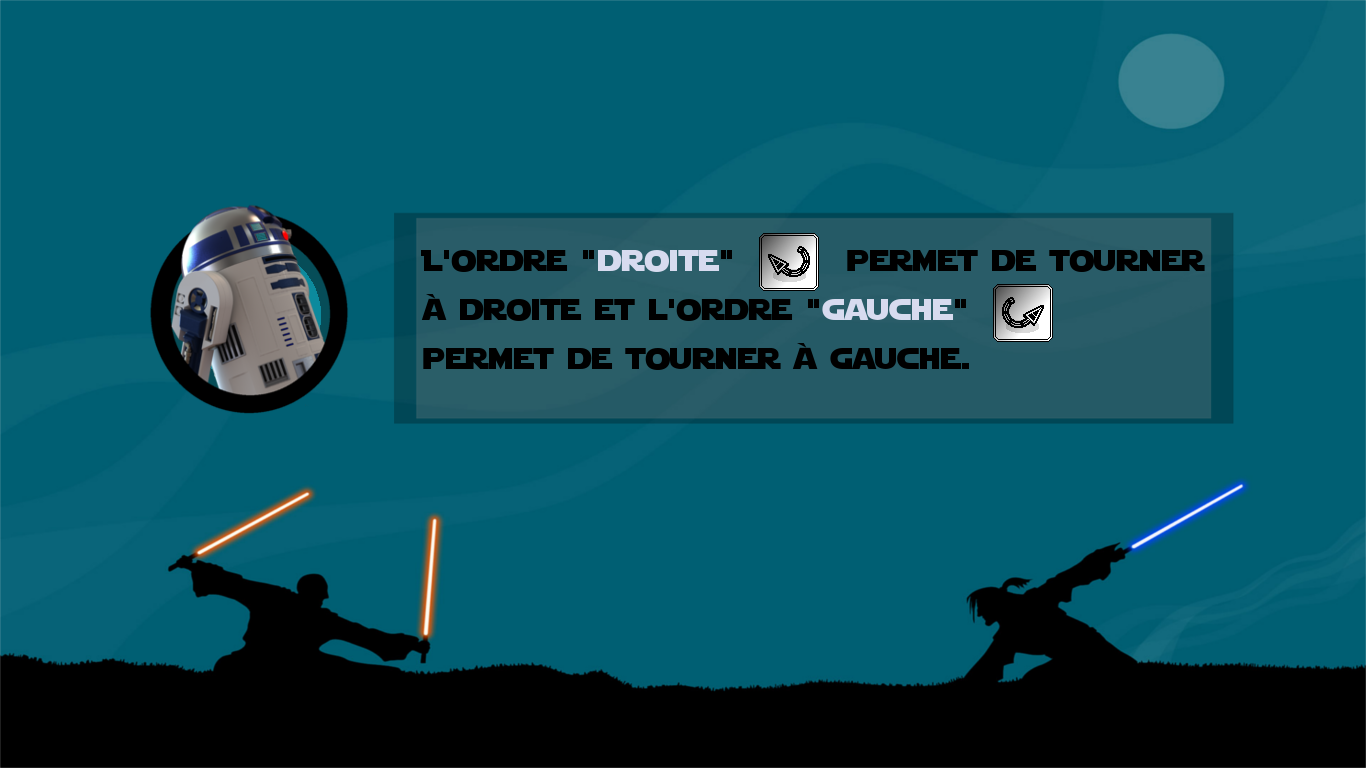 L'ORDRE "DROITE" PERMET DE TOURNER
À DROITE ET L'ORDRE "GAUCHE"
PERMET DE TOURNER À GAUCHE.